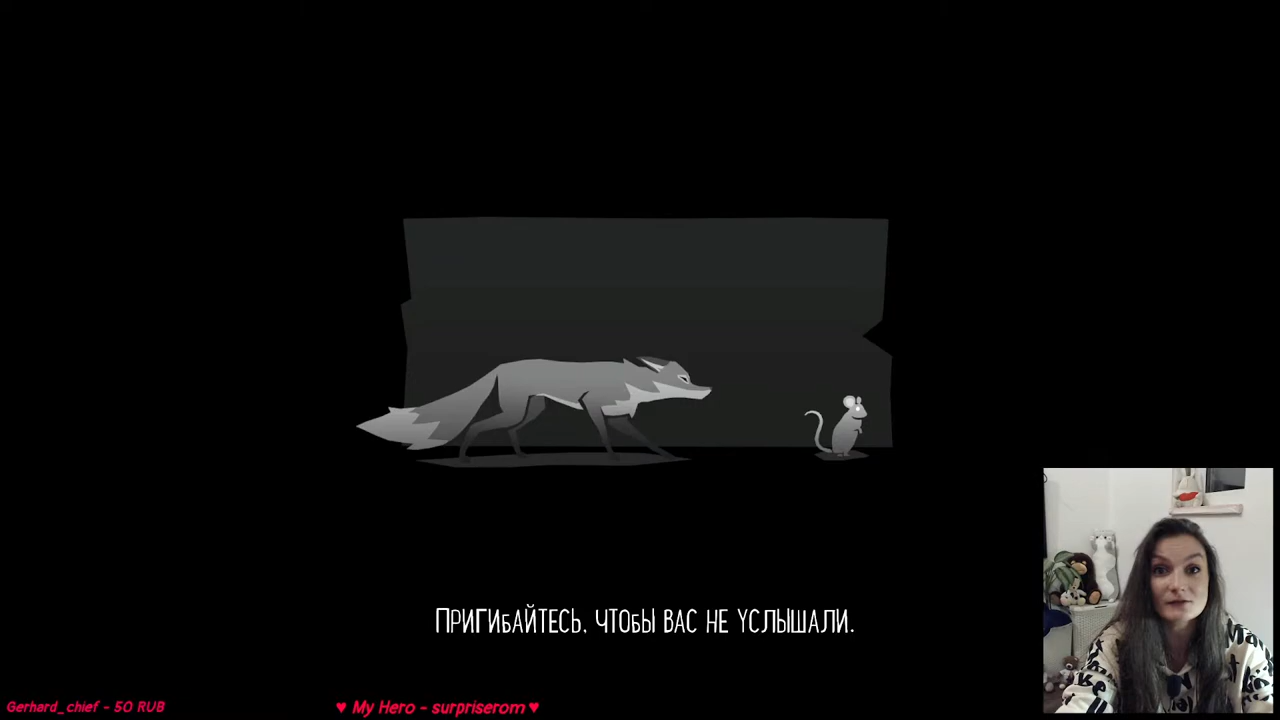 ПРИГИБАЙТЕСЬ, ЧТОБЫ ВАС НЕ УСЛЫШАЛИ.
Gerhard_chief - 50 RUB
♥ My Hero - surpriserom ♥